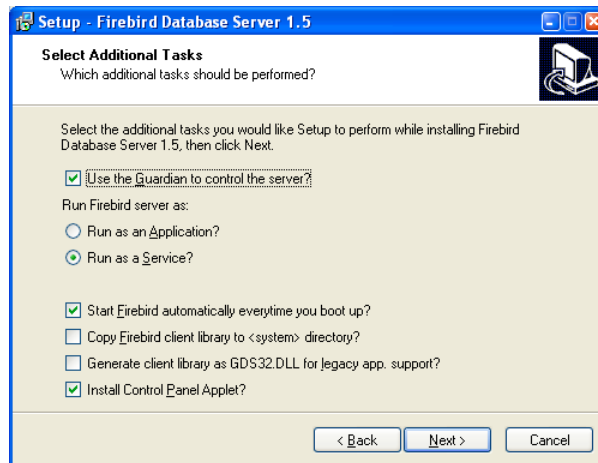 Setup - Firebird Database Server 1.5
Select Additional Tasks
Which additional tasks should be performed?
Select the additional tasks you would like Setup to perform while installing Firebird
Database Server 1.5, then click Next.
Use the Guardian to control the server?
Run Firebird server as:
Run as an Application?
Run as a Service?
Start Firebird automatically everytime you boot up?
Copy Firebird client library to <system> directory?
Generate client library as GDS32.DLL for legacy app. support?
Install Control Panel Applet?
< Back
Next >
Cancel